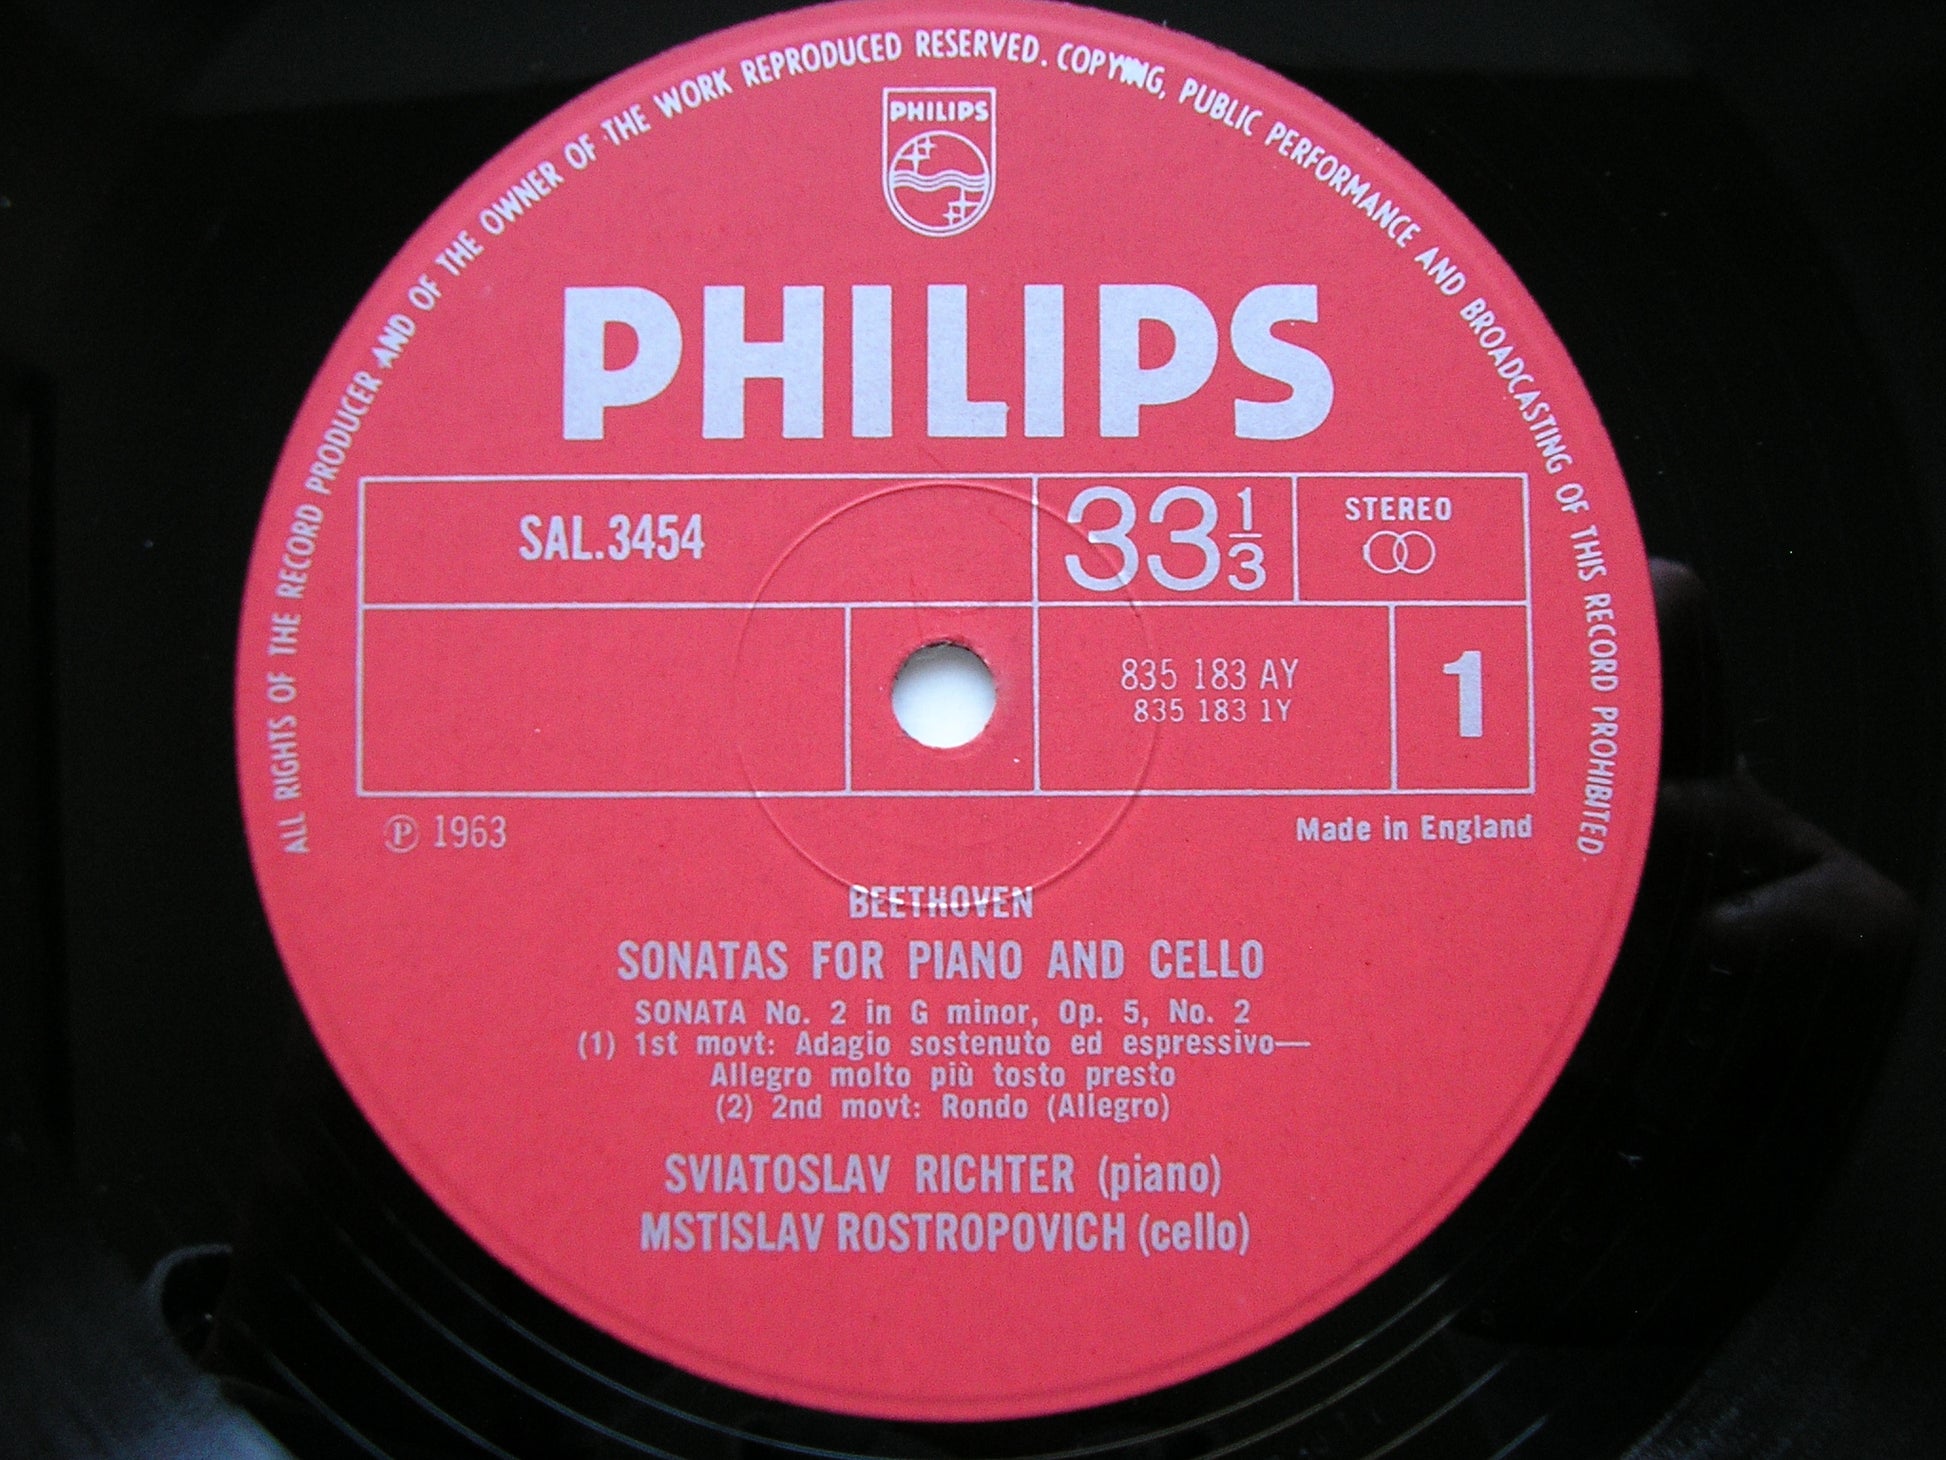 ALL RIGHTS OF THE RECORD PRODUCER AND OF THE OWNER OF THE WORK REPRODUCED RESERVED. COPYING, PUBLIC PERFORMANCE AND BROADCASTING OF THIS RECORD PROHIBITED.
PHILIPS
PHILIPS
SAL.3454
33 1/3
STEREO
835 183 AY
835 183 1Y
1
Ⓟ 1963
Made in England
BEETHOVEN
SONATAS FOR PIANO AND CELLO
SONATA No. 2 in G minor, Op. 5, No. 2
(1) 1st movt: Adagio sostenuto ed espressivo—
Allegro molto più tosto presto
(2) 2nd movt: Rondo (Allegro)
SVIATOSLAV RICHTER (piano)
MSTISLAV ROSTROPOVICH (cello)